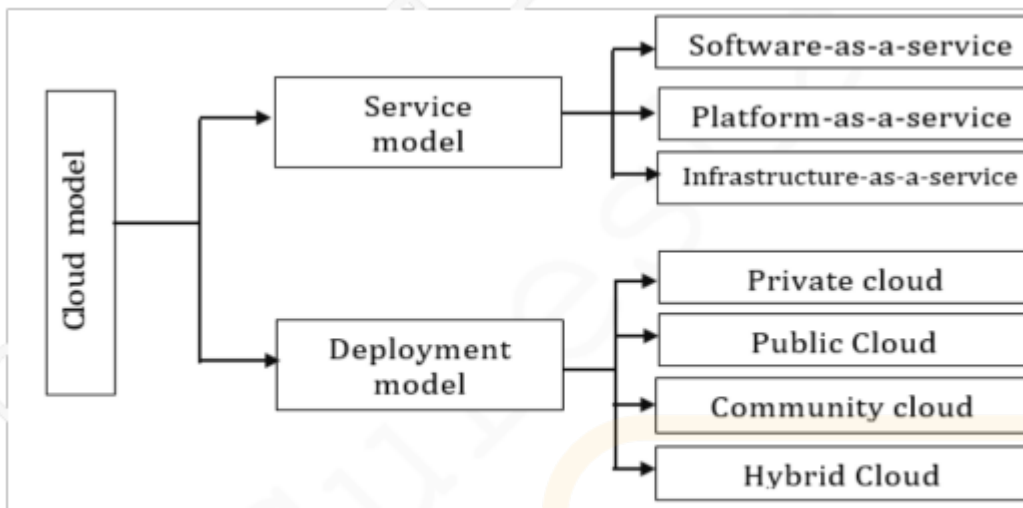 Cloud model
Service
model
Software-as-a-service
Platform-as-a-service
Infrastructure-as-a-service
Deployment
model
Private cloud
Public Cloud
Community cloud
Hybrid Cloud